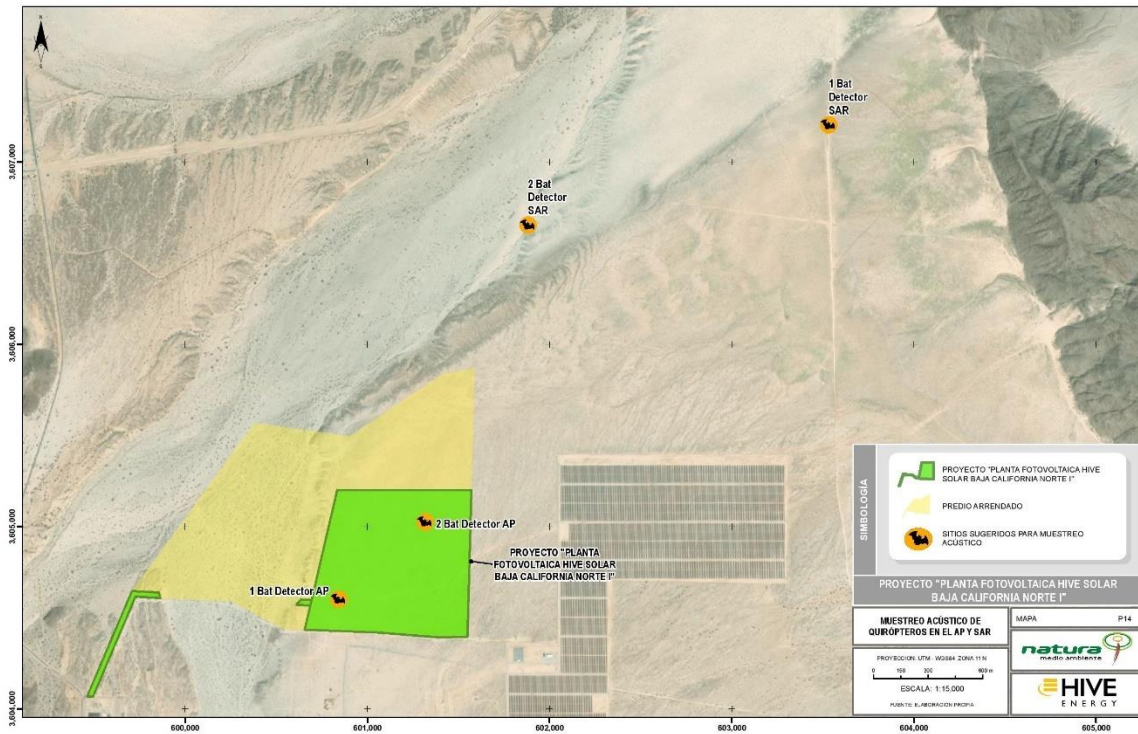 N
S
1 Bat
Detector
SAR
2 Bat
Detector
SAR
2 Bat Detector AP
1 Bat Detector AP
PROYECTO "PLANTA
FOTOVOLTAICA HIVE SOLAR
BAJA CALIFORNIA NORTE I"
3,607,000
3,606,000
3,605,000
3,604,000
600,000
601,000
602,000
603,000
604,000
605,000
SIMBOLOGÍA
PROYECTO "PLANTA FOTOVOLTAICA HIVE
SOLAR BAJA CALIFORNIA NORTE I"
PREDIO ARRENDADO
SITIOS SUGERIDOS PARA MUESTREO
ACÚSTICO
PROYECTO "PLANTA FOTOVOLTAICA HIVE SOLAR
BAJA CALIFORNIA NORTE I"
MUESTREO ACÚSTICO DE
QUIRÓPTEROS EN EL AP Y SAR
MAPA P14
PROYECCION: UTM - WGS84 ZONA 11 N
0 150 300 600 m
ESCALA: 1:15,000
FUENTE: ELABORACIÓN PROPIA
natura
medio ambiente
HIVE
ENERGY